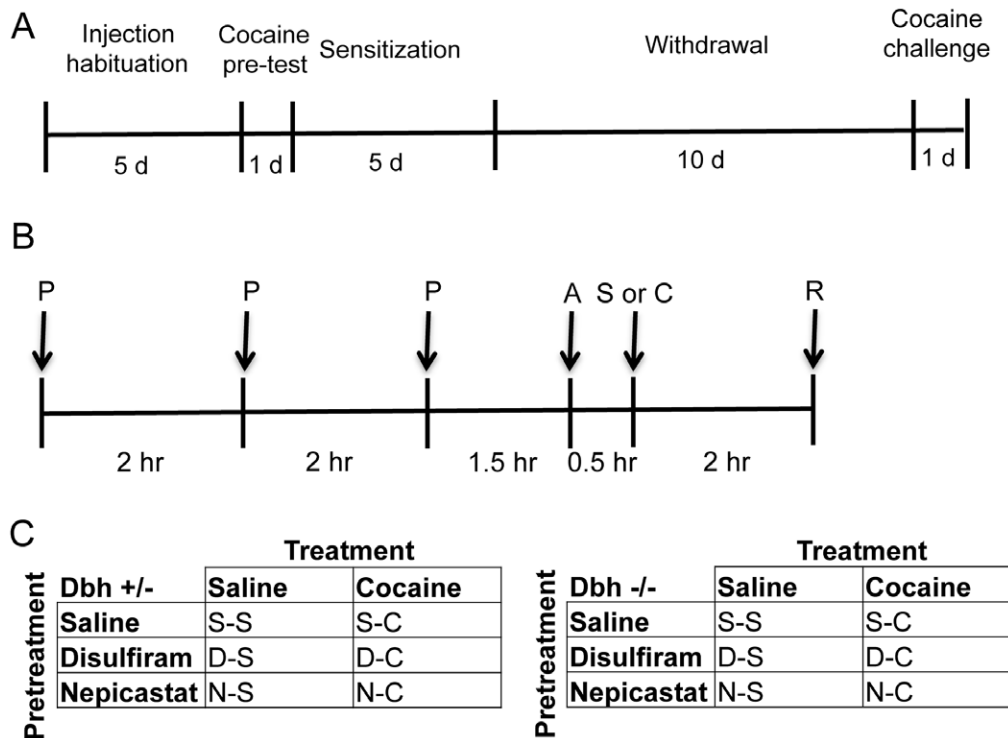 A
Injection habituation
Cocaine pre-test
Sensitization
Withdrawal
Cocaine challenge
5 d
1 d
5 d
10 d
1 d
B
P P P A S or C R
2 hr 2 hr 1.5 hr 0.5 hr 2 hr
C
Treatment
Pretreatment
Dbh +/- Saline Cocaine
Saline S-S S-C
Disulfiram D-S D-C
Nepicastat N-S N-C
Treatment
Pretreatment
Dbh -/- Saline Cocaine
Saline S-S S-C
Disulfiram D-S D-C
Nepicastat N-S N-C